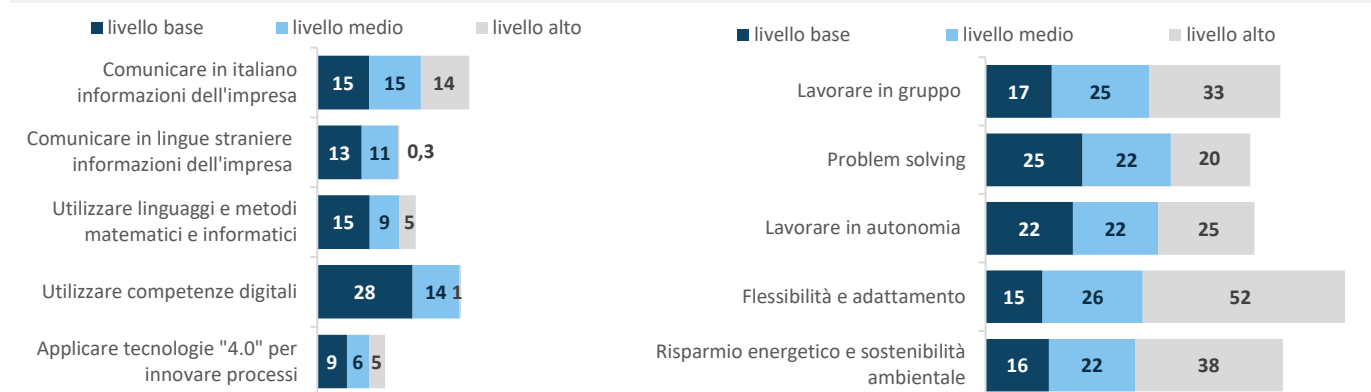 livello base livello medio livello alto
Comunicare in italiano
informazioni dell'impresa
15 15 14
Comunicare in lingue straniere
informazioni dell'impresa
13 11 0,3
Utilizzare linguaggi e metodi
matematici e informatici
15 9 5
Utilizzare competenze digitali
28 14 1
Applicare tecnologie "4.0" per
innovare processi
9 6 5
livello base livello medio livello alto
Lavorare in gruppo
17 25 33
Problem solving
25 22 20
Lavorare in autonomia
22 22 25
Flessibilità e adattamento
15 26 52
Risparmio energetico e sostenibilità
ambientale
16 22 38